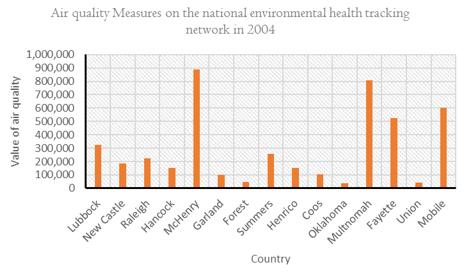 Air quality Measures on the national environmental health tracking
network in 2004
1,000,000
900,000
800,000
700,000
600,000
500,000
400,000
300,000
200,000
100,000
0
Value of air quality
Lubbock
New Castle
Raleigh
Hancock
McHenry
Garland
Forest
Summers
Henrico
Coos
Oklahoma
Multnomah
Fayette
Union
Mobile
Country